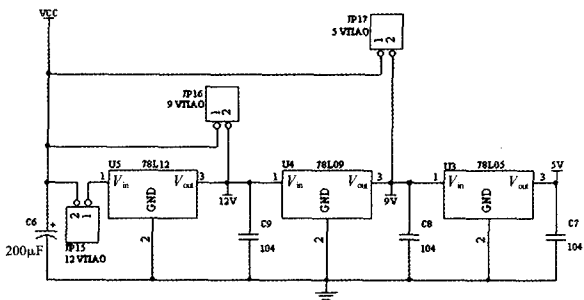 VCC
JP17
5 VTIAO
1 2
JP16
9 VTIAO
1 2
U5 78L12
1 Vin Vout 3
GND
2
12V
U4 78L09
1 Vin Vout 3
GND
2
9V
U3 78L05
1 Vin Vout 3
GND
2
5V
C6
+
200μF
2 1
JP15
12 VTIAO
C9
104
C8
104
C7
104